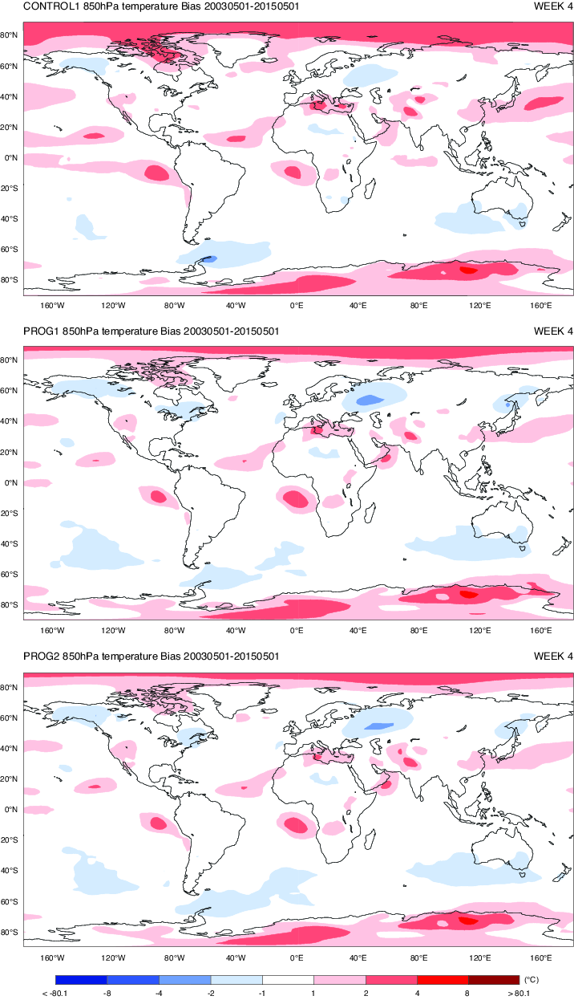 CONTROL1 850hPa temperature Bias 20030501-20150501 WEEK 4
80°N
60°N
40°N
20°N
0°N
20°S
40°S
60°S
80°S
160°W 120°W 80°W 40°W 0°E 40°E 80°E 120°E 160°E
PROG1 850hPa temperature Bias 20030501-20150501 WEEK 4
80°N
60°N
40°N
20°N
0°N
20°S
40°S
60°S
80°S
160°W 120°W 80°W 40°W 0°E 40°E 80°E 120°E 160°E
PROG2 850hPa temperature Bias 20030501-20150501 WEEK 4
80°N
60°N
40°N
20°N
0°N
20°S
40°S
60°S
80°S
160°W 120°W 80°W 40°W 0°E 40°E 80°E 120°E 160°E
(°C)
< -80.1 -8 -4 -2 -1 1 2 4 8 >80.1